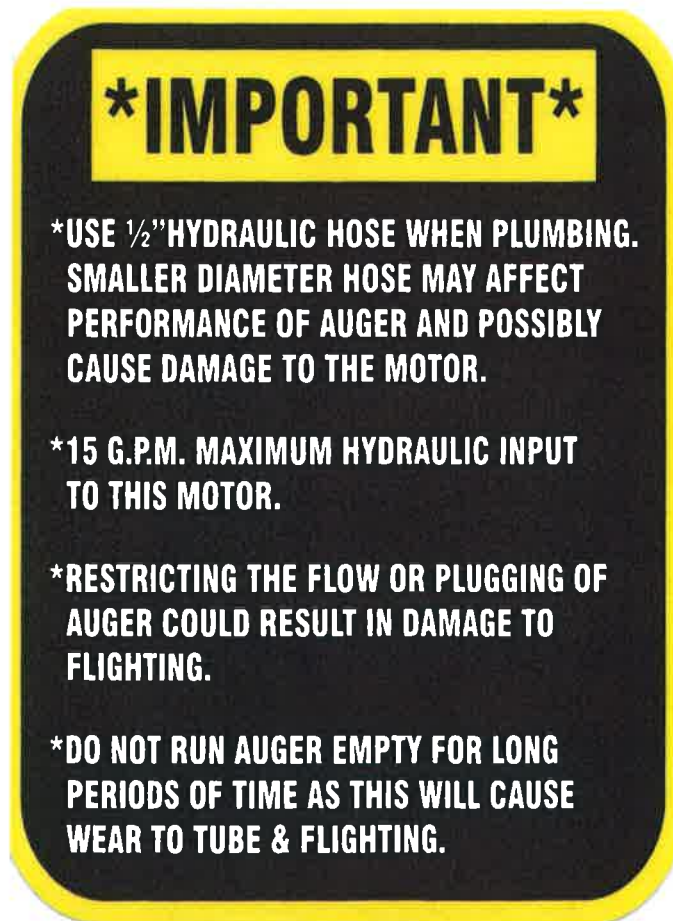 *IMPORTANT*
*USE ½"HYDRAULIC HOSE WHEN PLUMBING.
SMALLER DIAMETER HOSE MAY AFFECT
PERFORMANCE OF AUGER AND POSSIBLY
CAUSE DAMAGE TO THE MOTOR.
*15 G.P.M. MAXIMUM HYDRAULIC INPUT
TO THIS MOTOR.
*RESTRICTING THE FLOW OR PLUGGING OF
AUGER COULD RESULT IN DAMAGE TO
FLIGHTING.
*DO NOT RUN AUGER EMPTY FOR LONG
PERIODS OF TIME AS THIS WILL CAUSE
WEAR TO TUBE & FLIGHTING.